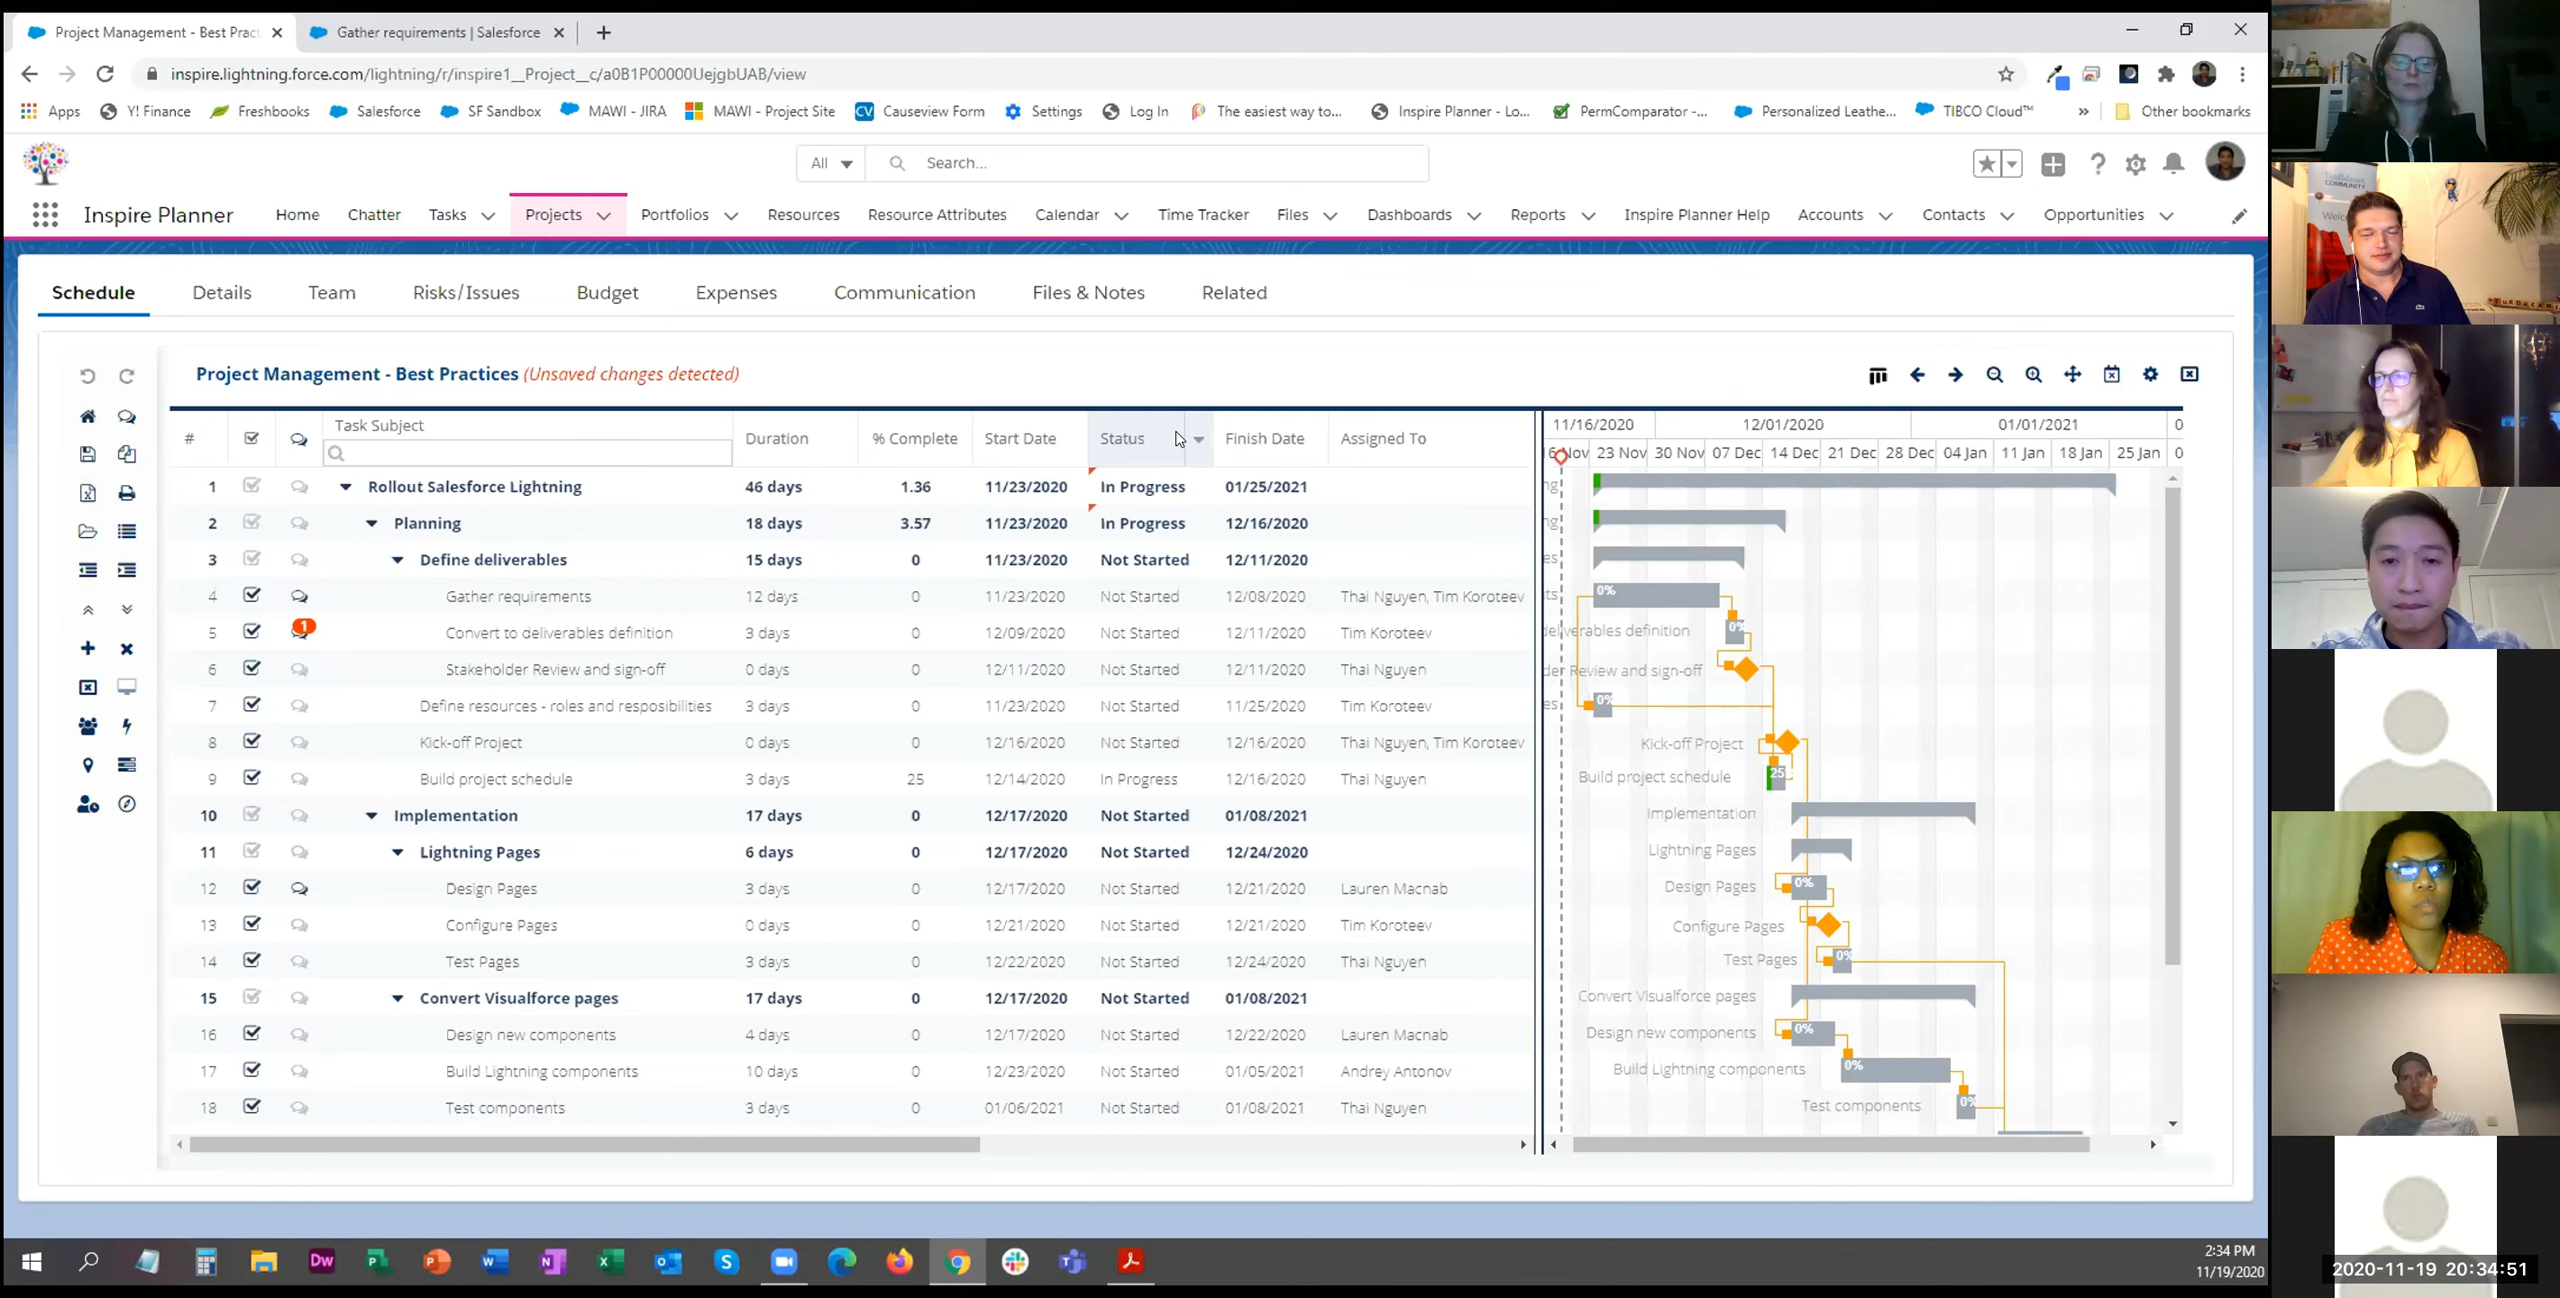 Project Management - Best Pract
Gather requirements | Salesforce
inspire.lightning.force.com/lightning/r/inspire1__Project__c/a0B1P00000UejgbUAB/view
Apps Y! Finance Freshbooks Salesforce SF Sandbox MAWI - JIRA MAWI - Project Site Causeview Form Settings Log In The easiest way to... Inspire Planner - Lo... PermComparator -... Personalized Leathe... TIBCO Cloud™ » Other bookmarks
All Search...
Inspire Planner Home Chatter Tasks Projects Portfolios Resources Resource Attributes Calendar Time Tracker Files Dashboards Reports Inspire Planner Help Accounts Contacts Opportunities
Schedule Details Team Risks/Issues Budget Expenses Communication Files & Notes Related
Project Management - Best Practices (Unsaved changes detected)
# Task Subject Duration % Complete Start Date Status Finish Date Assigned To
11/16/2020 12/01/2020 01/01/2021
6 Nov 23 Nov 30 Nov 07 Dec 14 Dec 21 Dec 28 Dec 04 Jan 11 Jan 18 Jan 25 Jan 0
1 Rollout Salesforce Lightning 46 days 1.36 11/23/2020 In Progress 01/25/2021
2 Planning 18 days 3.57 11/23/2020 In Progress 12/16/2020
3 Define deliverables 15 days 0 11/23/2020 Not Started 12/11/2020
4 Gather requirements 12 days 0 11/23/2020 Not Started 12/08/2020 Thai Nguyen, Tim Koroteev 0%
5 1 Convert to deliverables definition 3 days 0 12/09/2020 Not Started 12/11/2020 Tim Koroteev deliverables definition 0%
6 Stakeholder Review and sign-off 0 days 0 12/11/2020 Not Started 12/11/2020 Thai Nguyen der Review and sign-off
7 Define resources - roles and resposibilities 3 days 0 11/23/2020 Not Started 11/25/2020 Tim Koroteev 0%
8 Kick-off Project 0 days 0 12/16/2020 Not Started 12/16/2020 Thai Nguyen, Tim Koroteev Kick-off Project
9 Build project schedule 3 days 25 12/14/2020 In Progress 12/16/2020 Thai Nguyen Build project schedule 25
10 Implementation 17 days 0 12/17/2020 Not Started 01/08/2021 Implementation
11 Lightning Pages 6 days 0 12/17/2020 Not Started 12/24/2020 Lightning Pages
12 Design Pages 3 days 0 12/17/2020 Not Started 12/21/2020 Lauren Macnab Design Pages 0%
13 Configure Pages 0 days 0 12/21/2020 Not Started 12/21/2020 Tim Koroteev Configure Pages
14 Test Pages 3 days 0 12/22/2020 Not Started 12/24/2020 Thai Nguyen Test Pages 0%
15 Convert Visualforce pages 17 days 0 12/17/2020 Not Started 01/08/2021 Convert Visualforce pages
16 Design new components 4 days 0 12/17/2020 Not Started 12/22/2020 Lauren Macnab Design new components 0%
17 Build Lightning components 10 days 0 12/23/2020 Not Started 01/05/2021 Andrey Antonov Build Lightning components 0%
18 Test components 3 days 0 01/06/2021 Not Started 01/08/2021 Thai Nguyen Test components 0%
2:34 PM
11/19/2020
2020-11-19 20:34:51